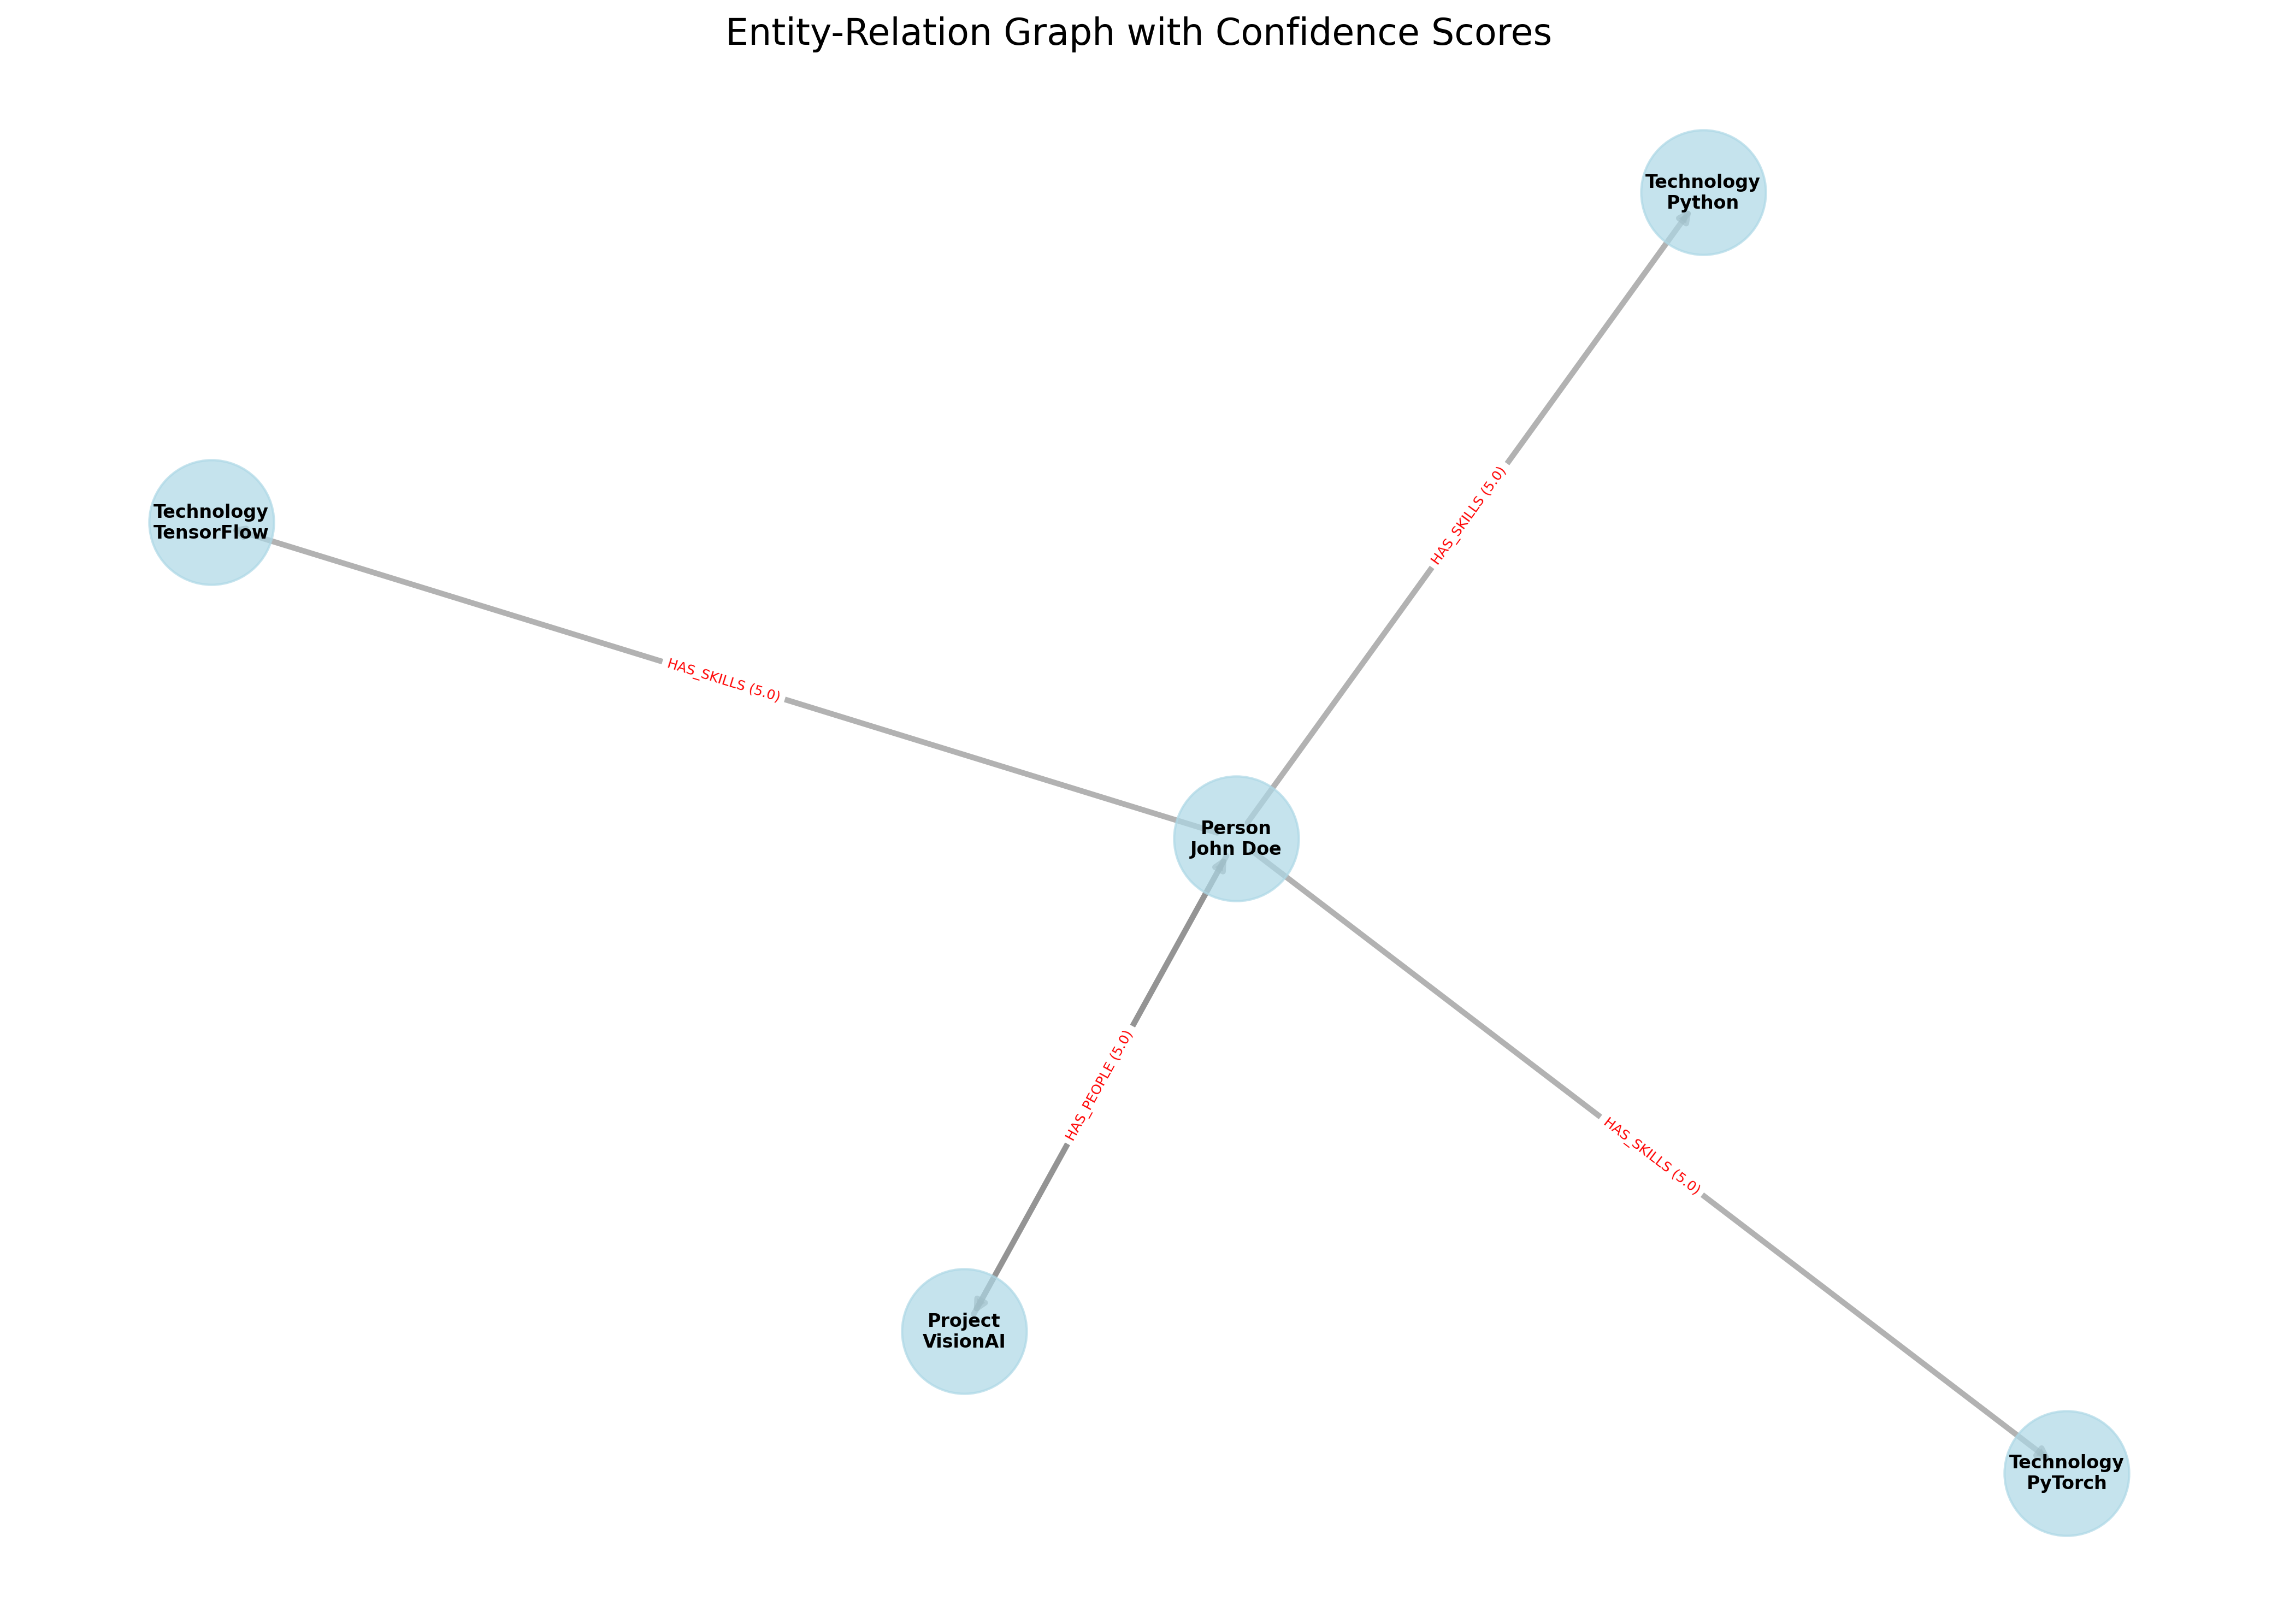 Entity-Relation Graph with Confidence Scores
Technology
Python
HAS_SKILLS (5.0)
Technology
TensorFlow
HAS_SKILLS (5.0)
Person
John Doe
HAS_PEOPLE (5.0)
HAS_SKILLS (5.0)
Project
VisionAI
Technology
PyTorch